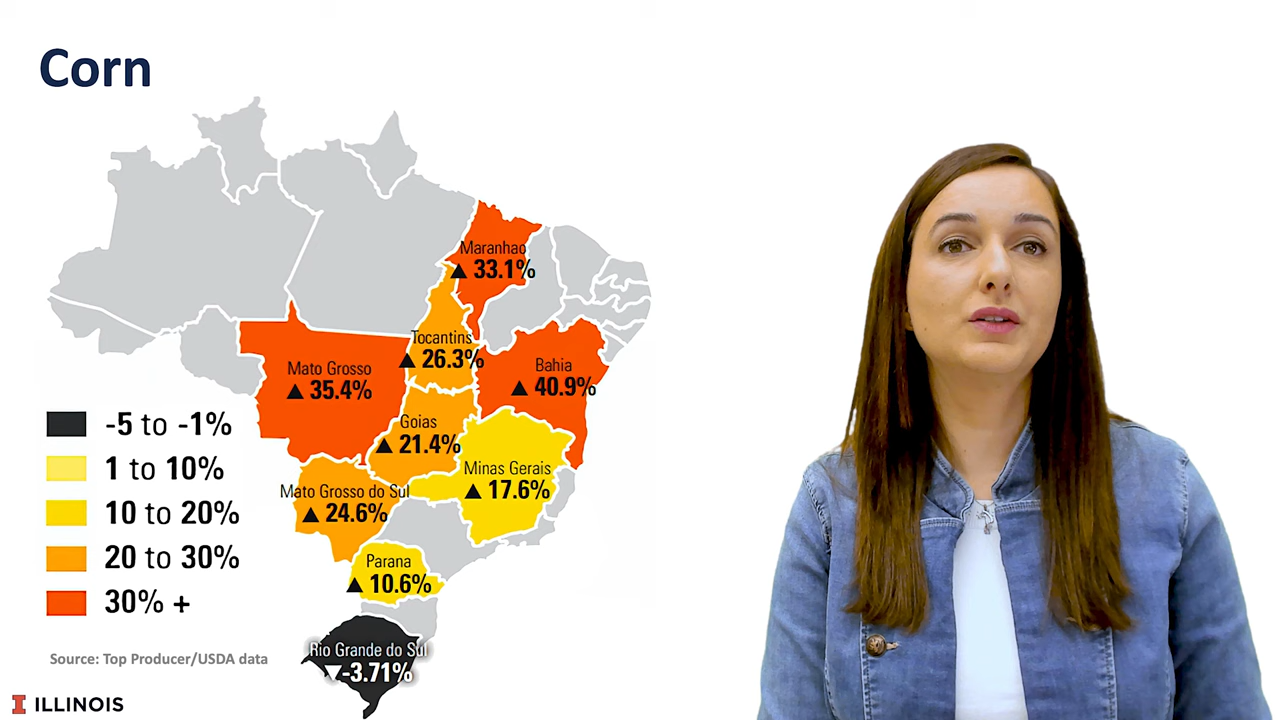 Corn
Maranhao
▲ 33.1%
Tocantins
▲ 26.3%
Mato Grosso
▲ 35.4%
Bahia
▲ 40.9%
Goias
▲ 21.4%
Minas Gerais
▲ 17.6%
Mato Grosso do Sul
▲ 24.6%
Parana
▲ 10.6%
Rio Grande do Sul
▼-3.71%
-5 to -1%
1 to 10%
10 to 20%
20 to 30%
30% +
Source: Top Producer/USDA data
I ILLINOIS